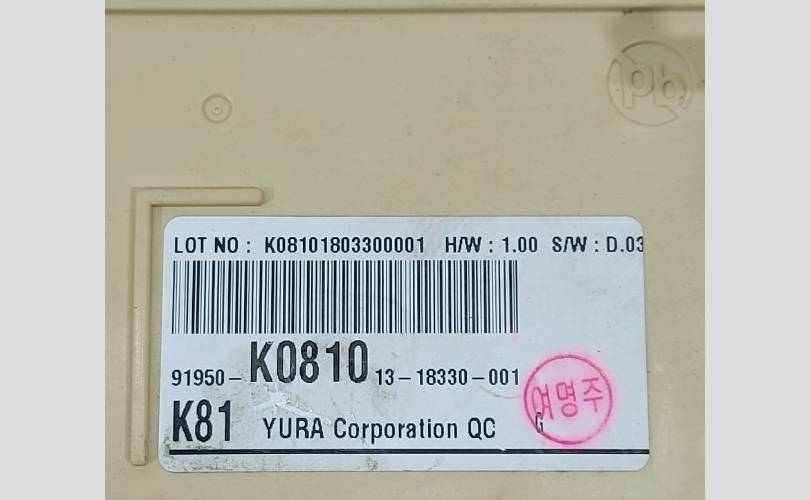 Pb
LOT NO : K08101803300001 H/W : 1.00 S/W : D.03
91950-K0810 13-18330-001
K81 YURA Corporation QC G
여명주